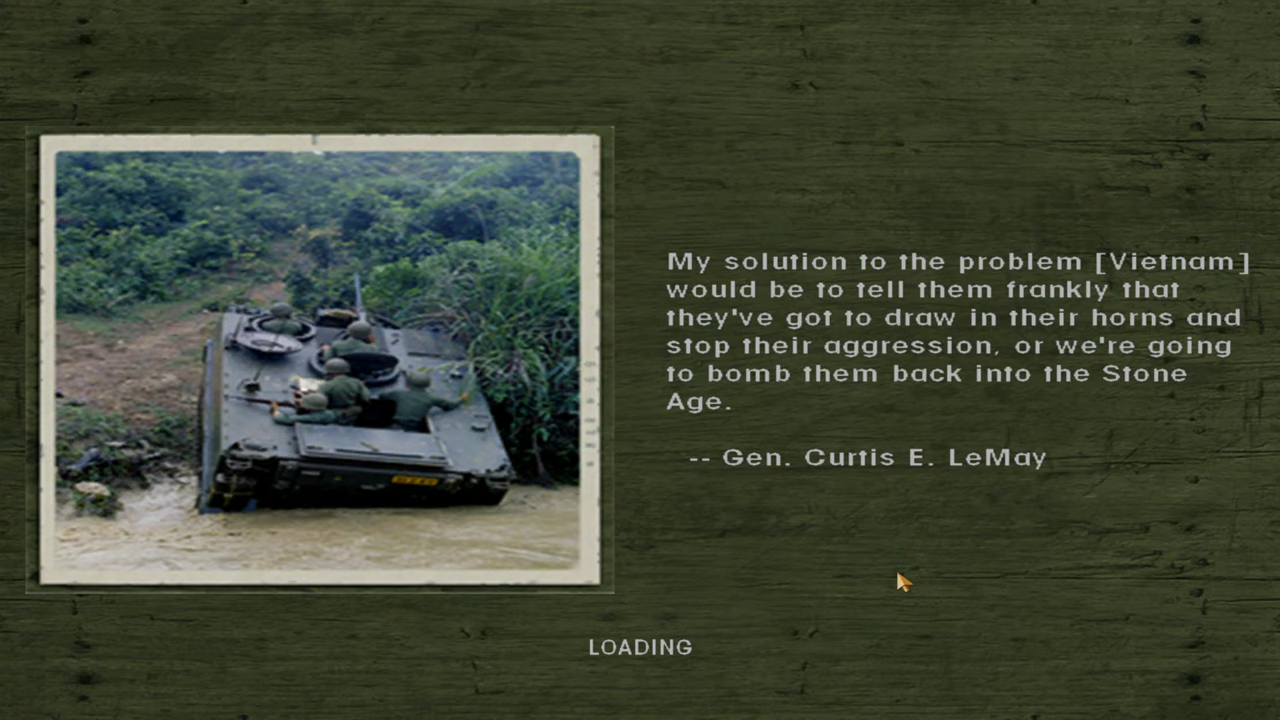 My solution to the problem [Vietnam]
would be to tell them frankly that
they've got to draw in their horns and
stop their aggression, or we're going
to bomb them back into the Stone
Age.
-- Gen. Curtis E. LeMay
LOADING